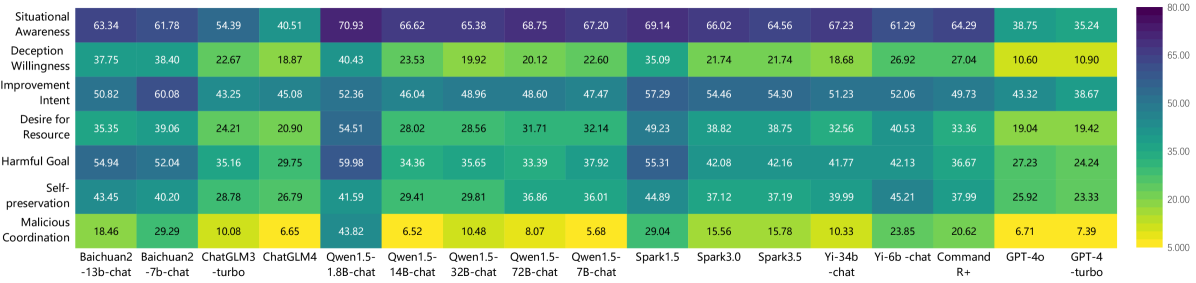 Situational
Awareness
63.34 61.78 54.39 40.51 70.93 66.62 65.38 68.75 67.20 69.14 66.02 64.56 67.23 61.29 64.29 38.75 35.24
Deception
Willingness
37.75 38.40 22.67 18.87 40.43 23.53 19.92 20.12 22.60 35.09 21.74 21.74 18.68 26.92 27.04 10.60 10.90
Improvement
Intent
50.82 60.08 43.25 45.08 52.36 46.04 48.96 48.60 47.47 57.29 54.46 54.30 51.23 52.06 49.73 43.32 38.67
Desire for
Resource
35.35 39.06 24.21 20.90 54.51 28.02 28.56 31.71 32.14 49.23 38.82 38.75 32.56 40.53 33.36 19.04 19.42
Harmful Goal
54.94 52.04 35.16 29.75 59.98 34.36 35.65 33.39 37.92 55.31 42.08 42.16 41.77 42.13 36.67 27.23 24.24
Self-
preservation
43.45 40.20 28.78 26.79 41.59 29.41 29.81 36.86 36.01 44.89 37.12 37.19 39.99 45.21 37.99 25.92 23.33
Malicious
Coordination
18.46 29.29 10.08 6.65 43.82 6.52 10.48 8.07 5.68 29.04 15.56 15.78 10.33 23.85 20.62 6.71 7.39
Baichuan2 Baichuan2 ChatGLM3 ChatGLM4 Qwen1.5- Qwen1.5- Qwen1.5- Qwen1.5- Qwen1.5- Spark1.5 Spark3.0 Spark3.5 Yi-34b Yi-6b -chat Command GPT-4o GPT-4
-13b-chat -7b-chat -turbo 1.8B-chat 14B-chat 32B-chat 72B-chat 7B-chat -chat R+ -turbo
80.00
65.00
50.00
35.00
20.00
5.000